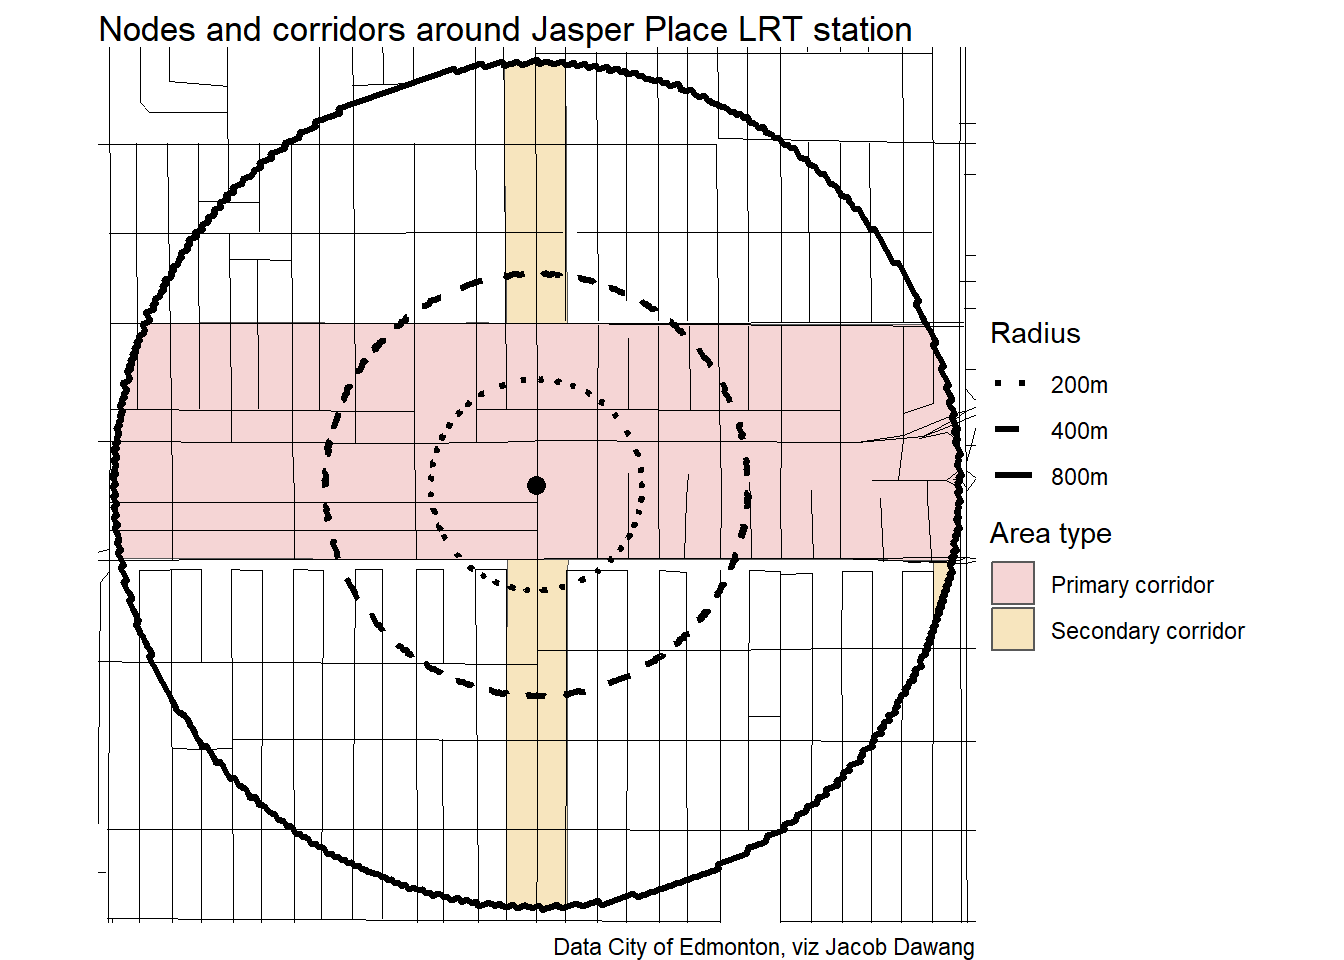 Nodes and corridors around Jasper Place LRT station
Radius
200m
400m
800m
Area type
Primary corridor
Secondary corridor
Data City of Edmonton, viz Jacob Dawang